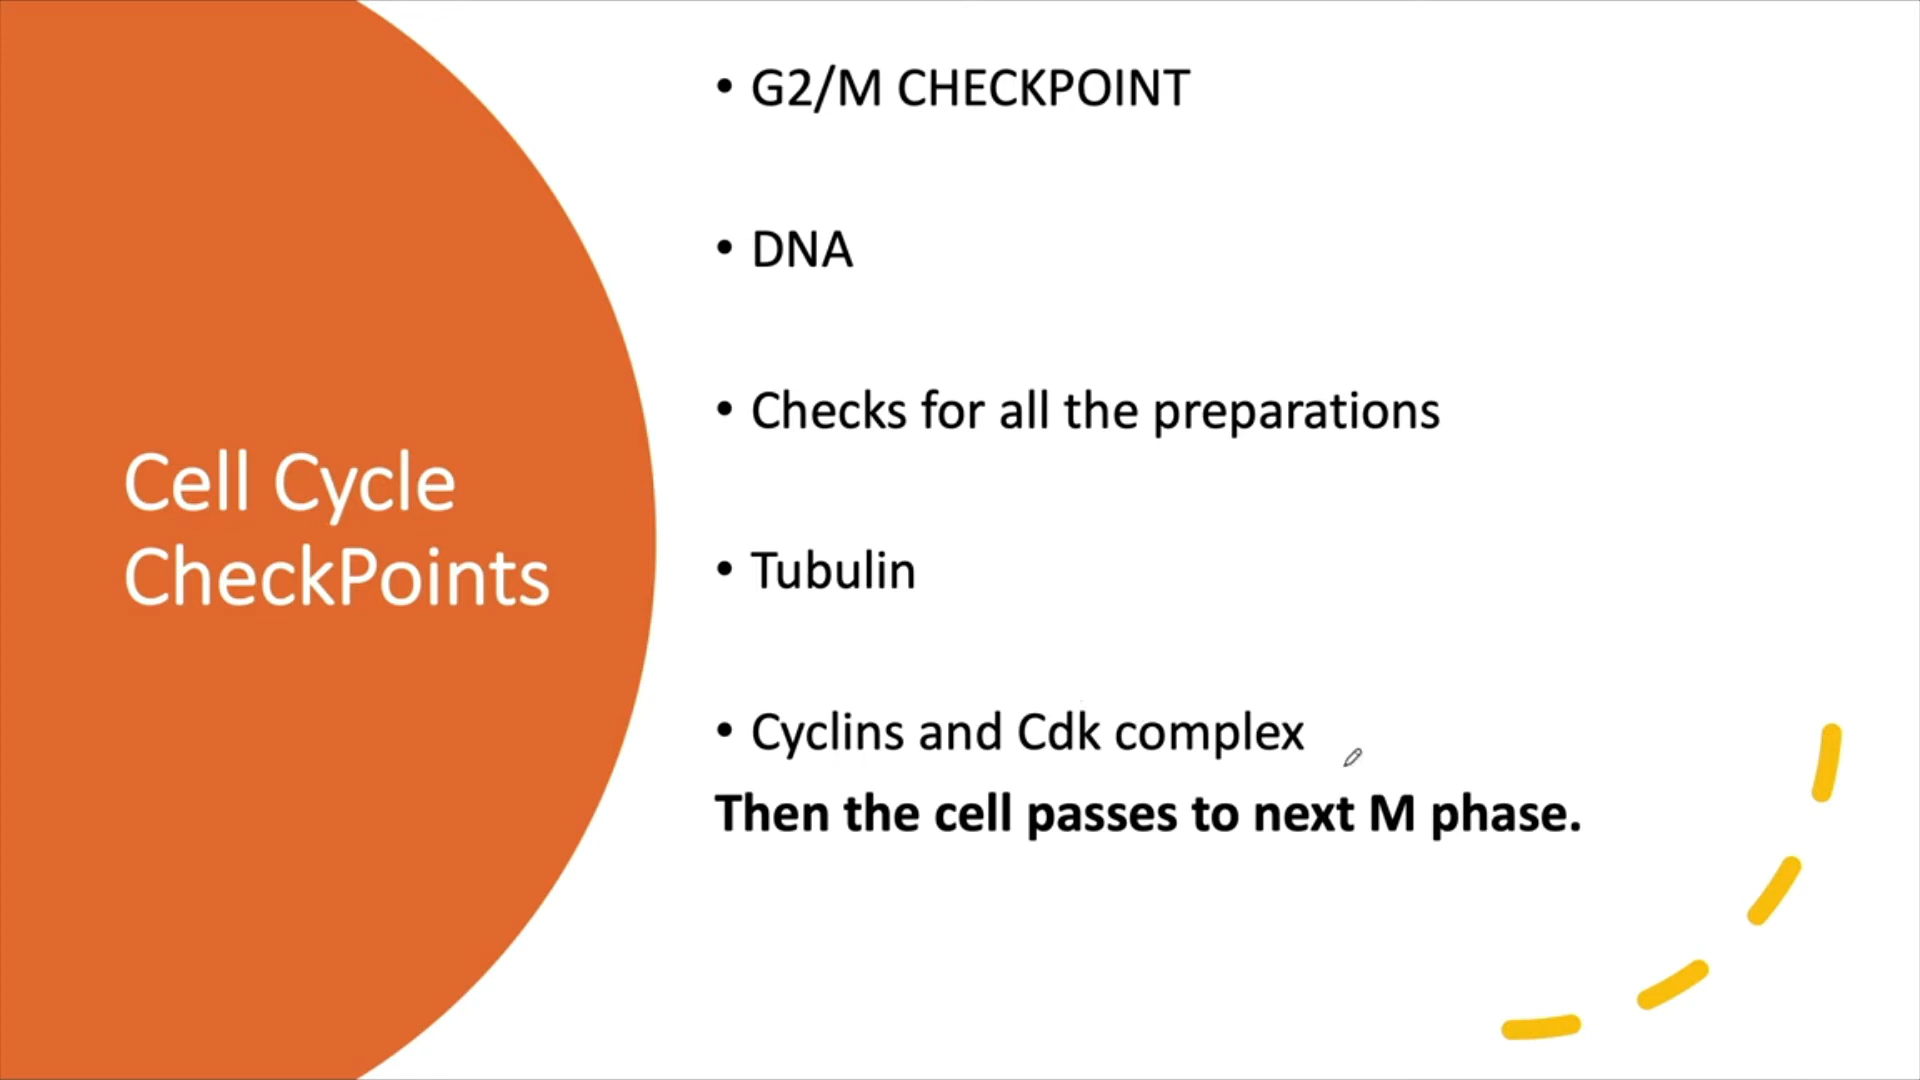 Cell Cycle
CheckPoints
• G2/M CHECKPOINT
• DNA
• Checks for all the preparations
• Tubulin
• Cyclins and Cdk complex
Then the cell passes to next M phase.